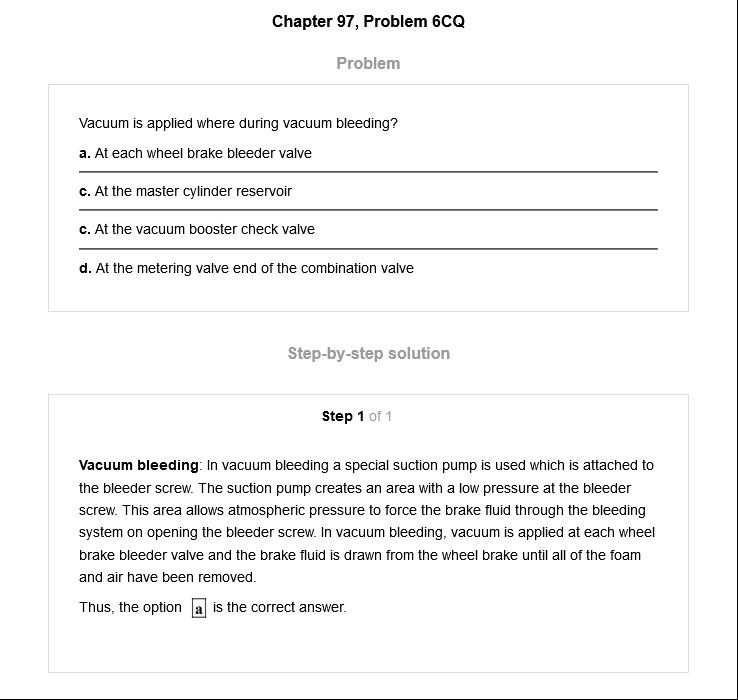 Chapter 97, Problem 6CQ
Problem
Vacuum is applied where during vacuum bleeding?
a. At each wheel brake bleeder valve
c. At the master cylinder reservoir
c. At the vacuum booster check valve
d. At the metering valve end of the combination valve
Step-by-step solution
Step 1 of 1
Vacuum bleeding: In vacuum bleeding a special suction pump is used which is attached to
the bleeder screw. The suction pump creates an area with a low pressure at the bleeder
screw. This area allows atmospheric pressure to force the brake fluid through the bleeding
system on opening the bleeder screw. In vacuum bleeding, vacuum is applied at each wheel
brake bleeder valve and the brake fluid is drawn from the wheel brake until all of the foam
and air have been removed.
Thus, the option a is the correct answer.